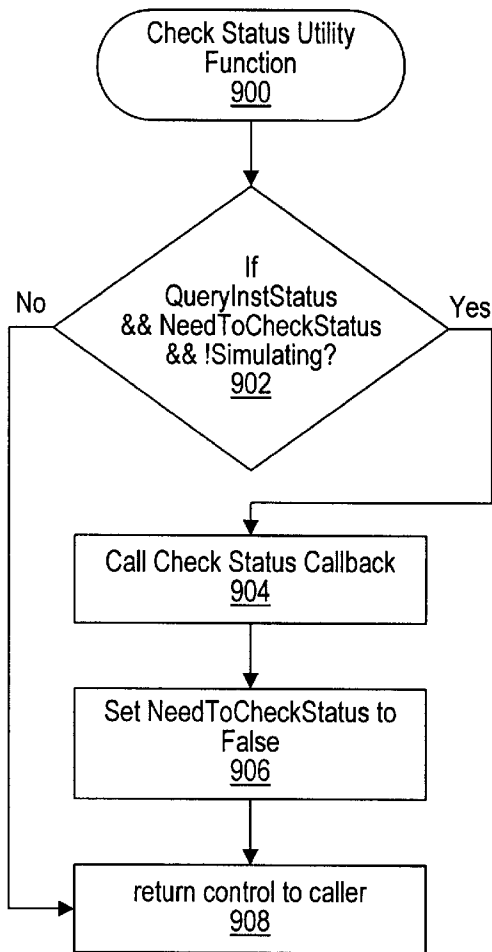 Check Status Utility
Function
900
If
QueryInstStatus
&& NeedToCheckStatus
&& !Simulating?
902
No
Yes
Call Check Status Callback
904
Set NeedToCheckStatus to
False
906
return control to caller
908